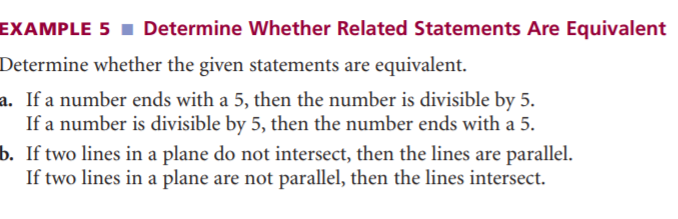 EXAMPLE 5 ■ Determine Whether Related Statements Are Equivalent
Determine whether the given statements are equivalent.
a. If a number ends with a 5, then the number is divisible by 5.
If a number is divisible by 5, then the number ends with a 5.
b. If two lines in a plane do not intersect, then the lines are parallel.
If two lines in a plane are not parallel, then the lines intersect.